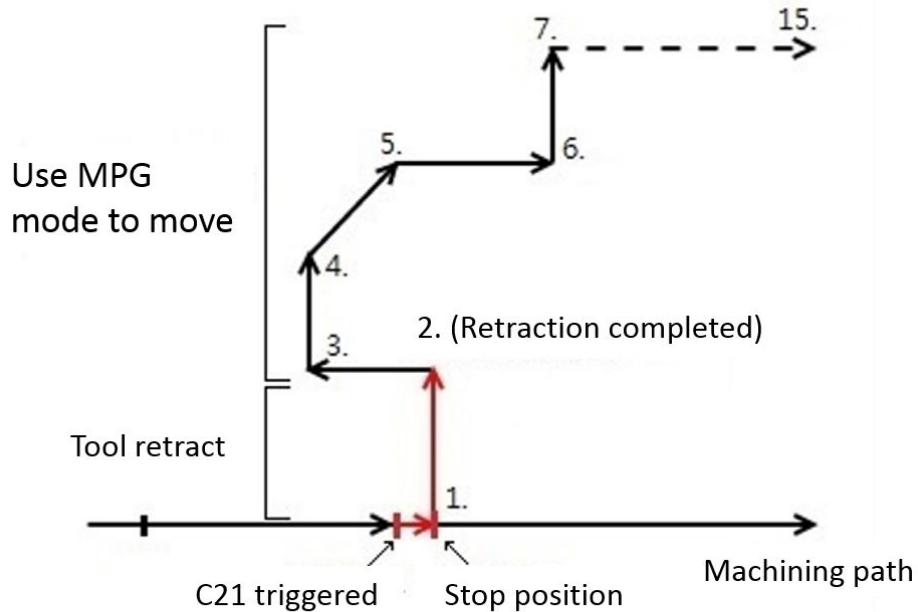 15.
7.
5.
6.
Use MPG
mode to move
4.
2. (Retraction completed)
3.
Tool retract
1.
Machining path
C21 triggered
Stop position